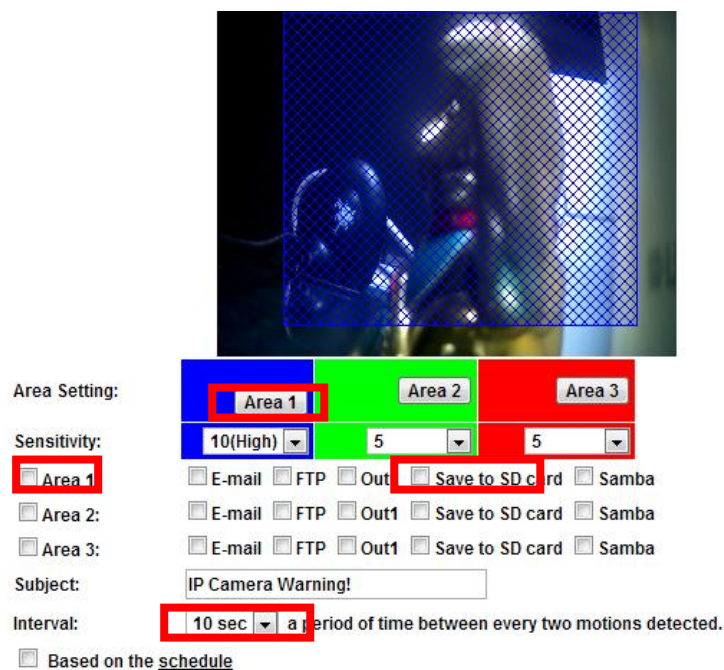 Area Setting: Area 1 Area 2 Area 3
Sensitivity: 10(High) 5 5
Area 1 E-mail FTP Out Save to SD card Samba
Area 2: E-mail FTP Out1 Save to SD card Samba
Area 3: E-mail FTP Out1 Save to SD card Samba
Subject: IP Camera Warning!
Interval: 10 sec a period of time between every two motions detected.
Based on the schedule